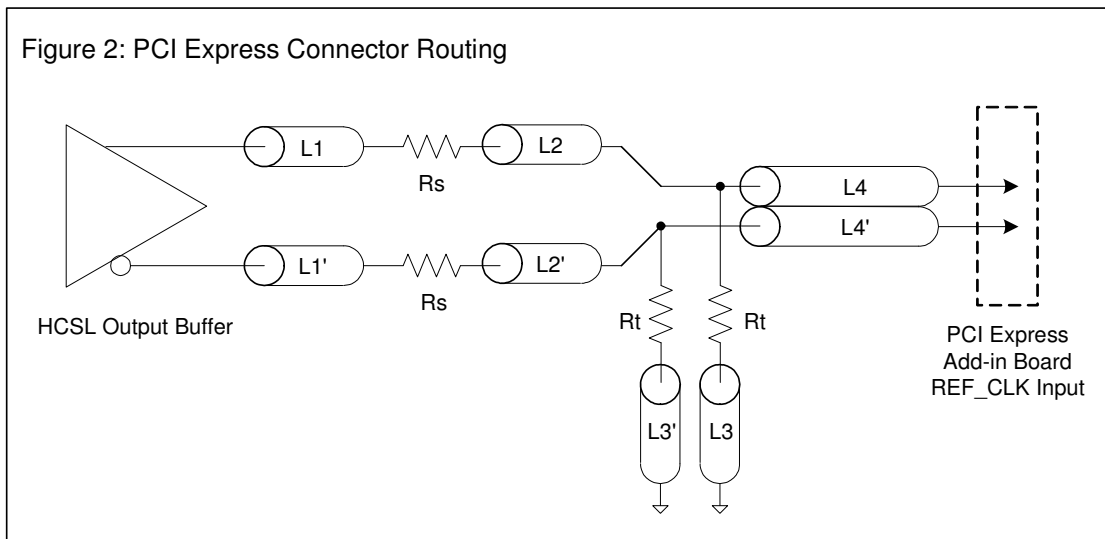 Figure 2: PCI Express Connector Routing
L1
Rs
L2
L4
L4'
L1'
Rs
L2'
HCSL Output Buffer
Rt
Rt
L3'
L3
PCI Express
Add-in Board
REF_CLK Input